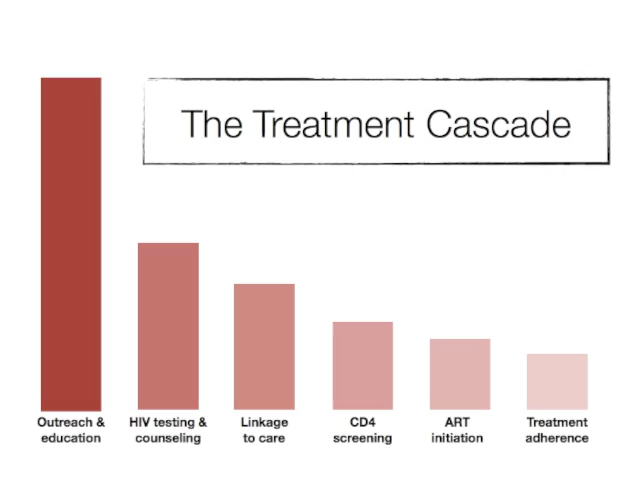 The Treatment Cascade
Outreach &
education
HIV testing &
counseling
Linkage
to care
CD4
screening
ART
initiation
Treatment
adherence